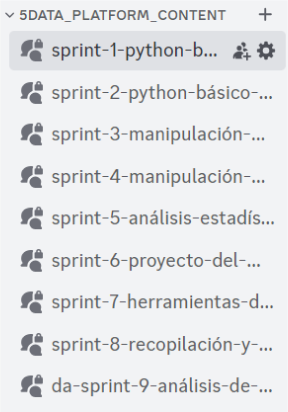 5DATA_PLATFORM_CONTENT
sprint-1-python-b...
sprint-2-python-básico-...
sprint-3-manipulación-...
sprint-4-manipulación-...
sprint-5-análisis-estadís...
sprint-6-proyecto-del-...
sprint-7-herramientas-d...
sprint-8-recopilación-y-...
da-sprint-9-análisis-de-...